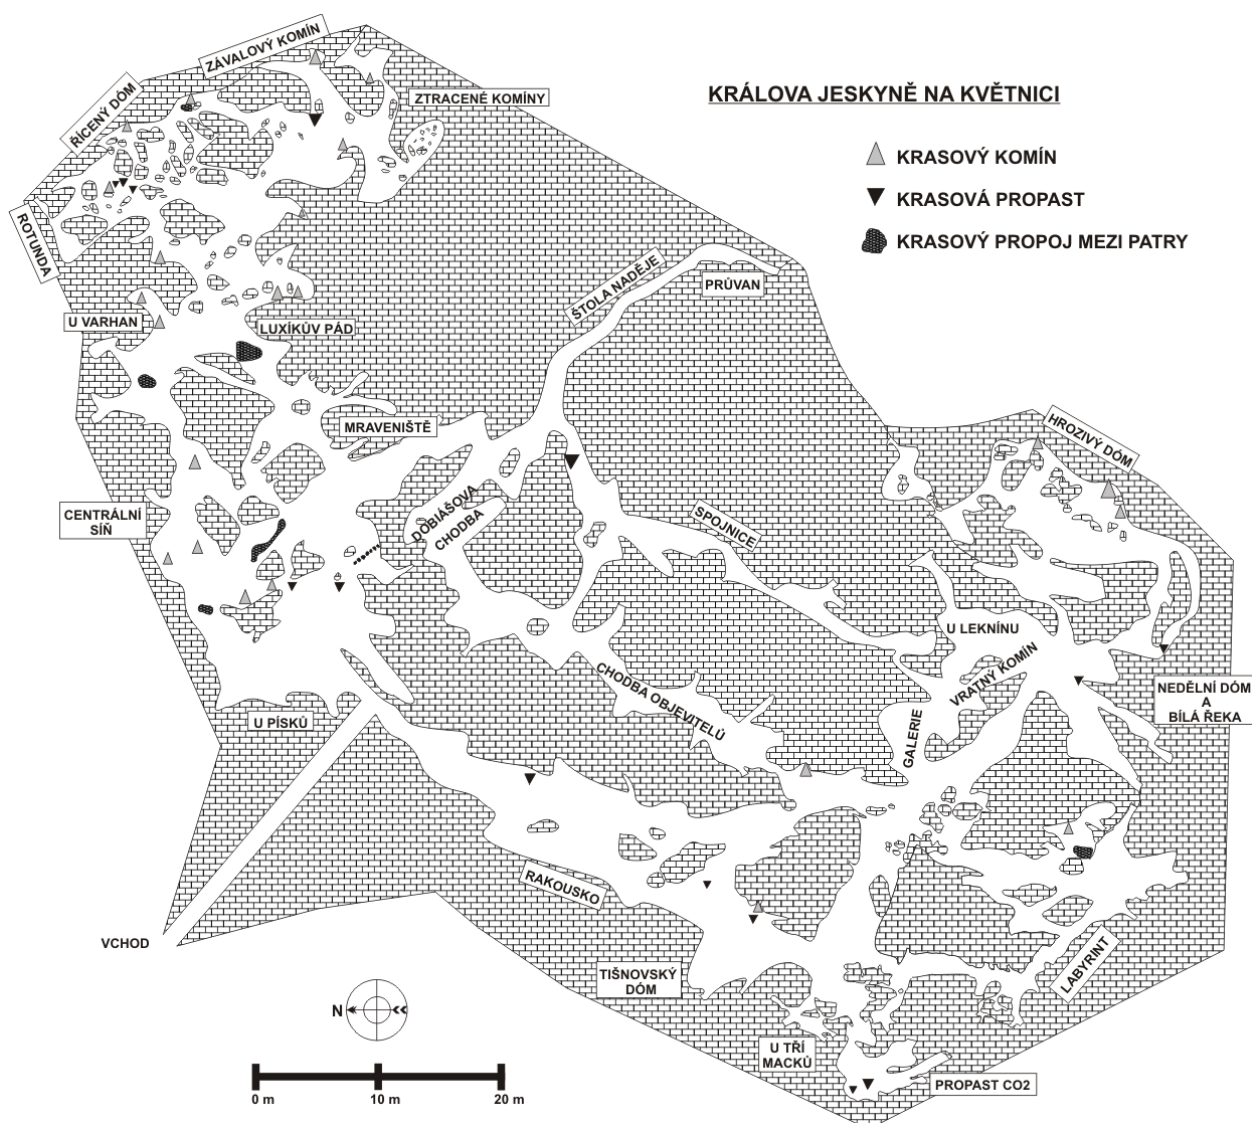 ZÁVALOVÝ KOMÍN
ŘÍCENÝ DÓM
ZTRACENÉ KOMÍNY
KRÁLOVA JESKYNĚ NA KVĚTNICI
KRASOVÝ KOMÍN
KRASOVÁ PROPAST
KRASOVÝ PROPOJ MEZI PATRY
ROTUNDA
ŠTOLA NADĚJE
PRŮVAN
U VARHAN
LUXÍKŮV PÁD
MRAVENIŠTĚ
HROZIVÝ DÓM
CENTRÁLNÍ
SÍŇ
DOBIÁŠOVA
CHODBA
SPOJNICE
U LEKNÍNU
VRATNÝ KOMÍN
NEDĚLNÍ DÓM
A
BÍLÁ ŘEKA
CHODBA OBJEVITELŮ
GALERIE
U PÍSKŮ
RAKOUSKO
VCHOD
TIŠNOVSKÝ
DÓM
LABYRINT
N
U TŘÍ
MACKŮ
PROPAST CO2
0 m
10 m
20 m